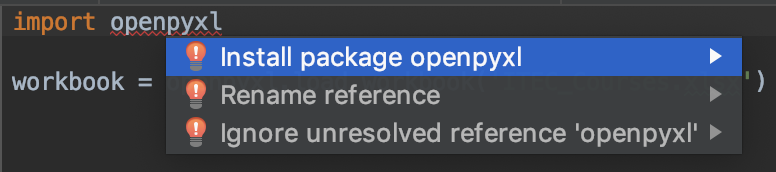 import openpyxl
Install package openpyxl
workbook = ')
Rename reference
Ignore unresolved reference 'openpyxl'